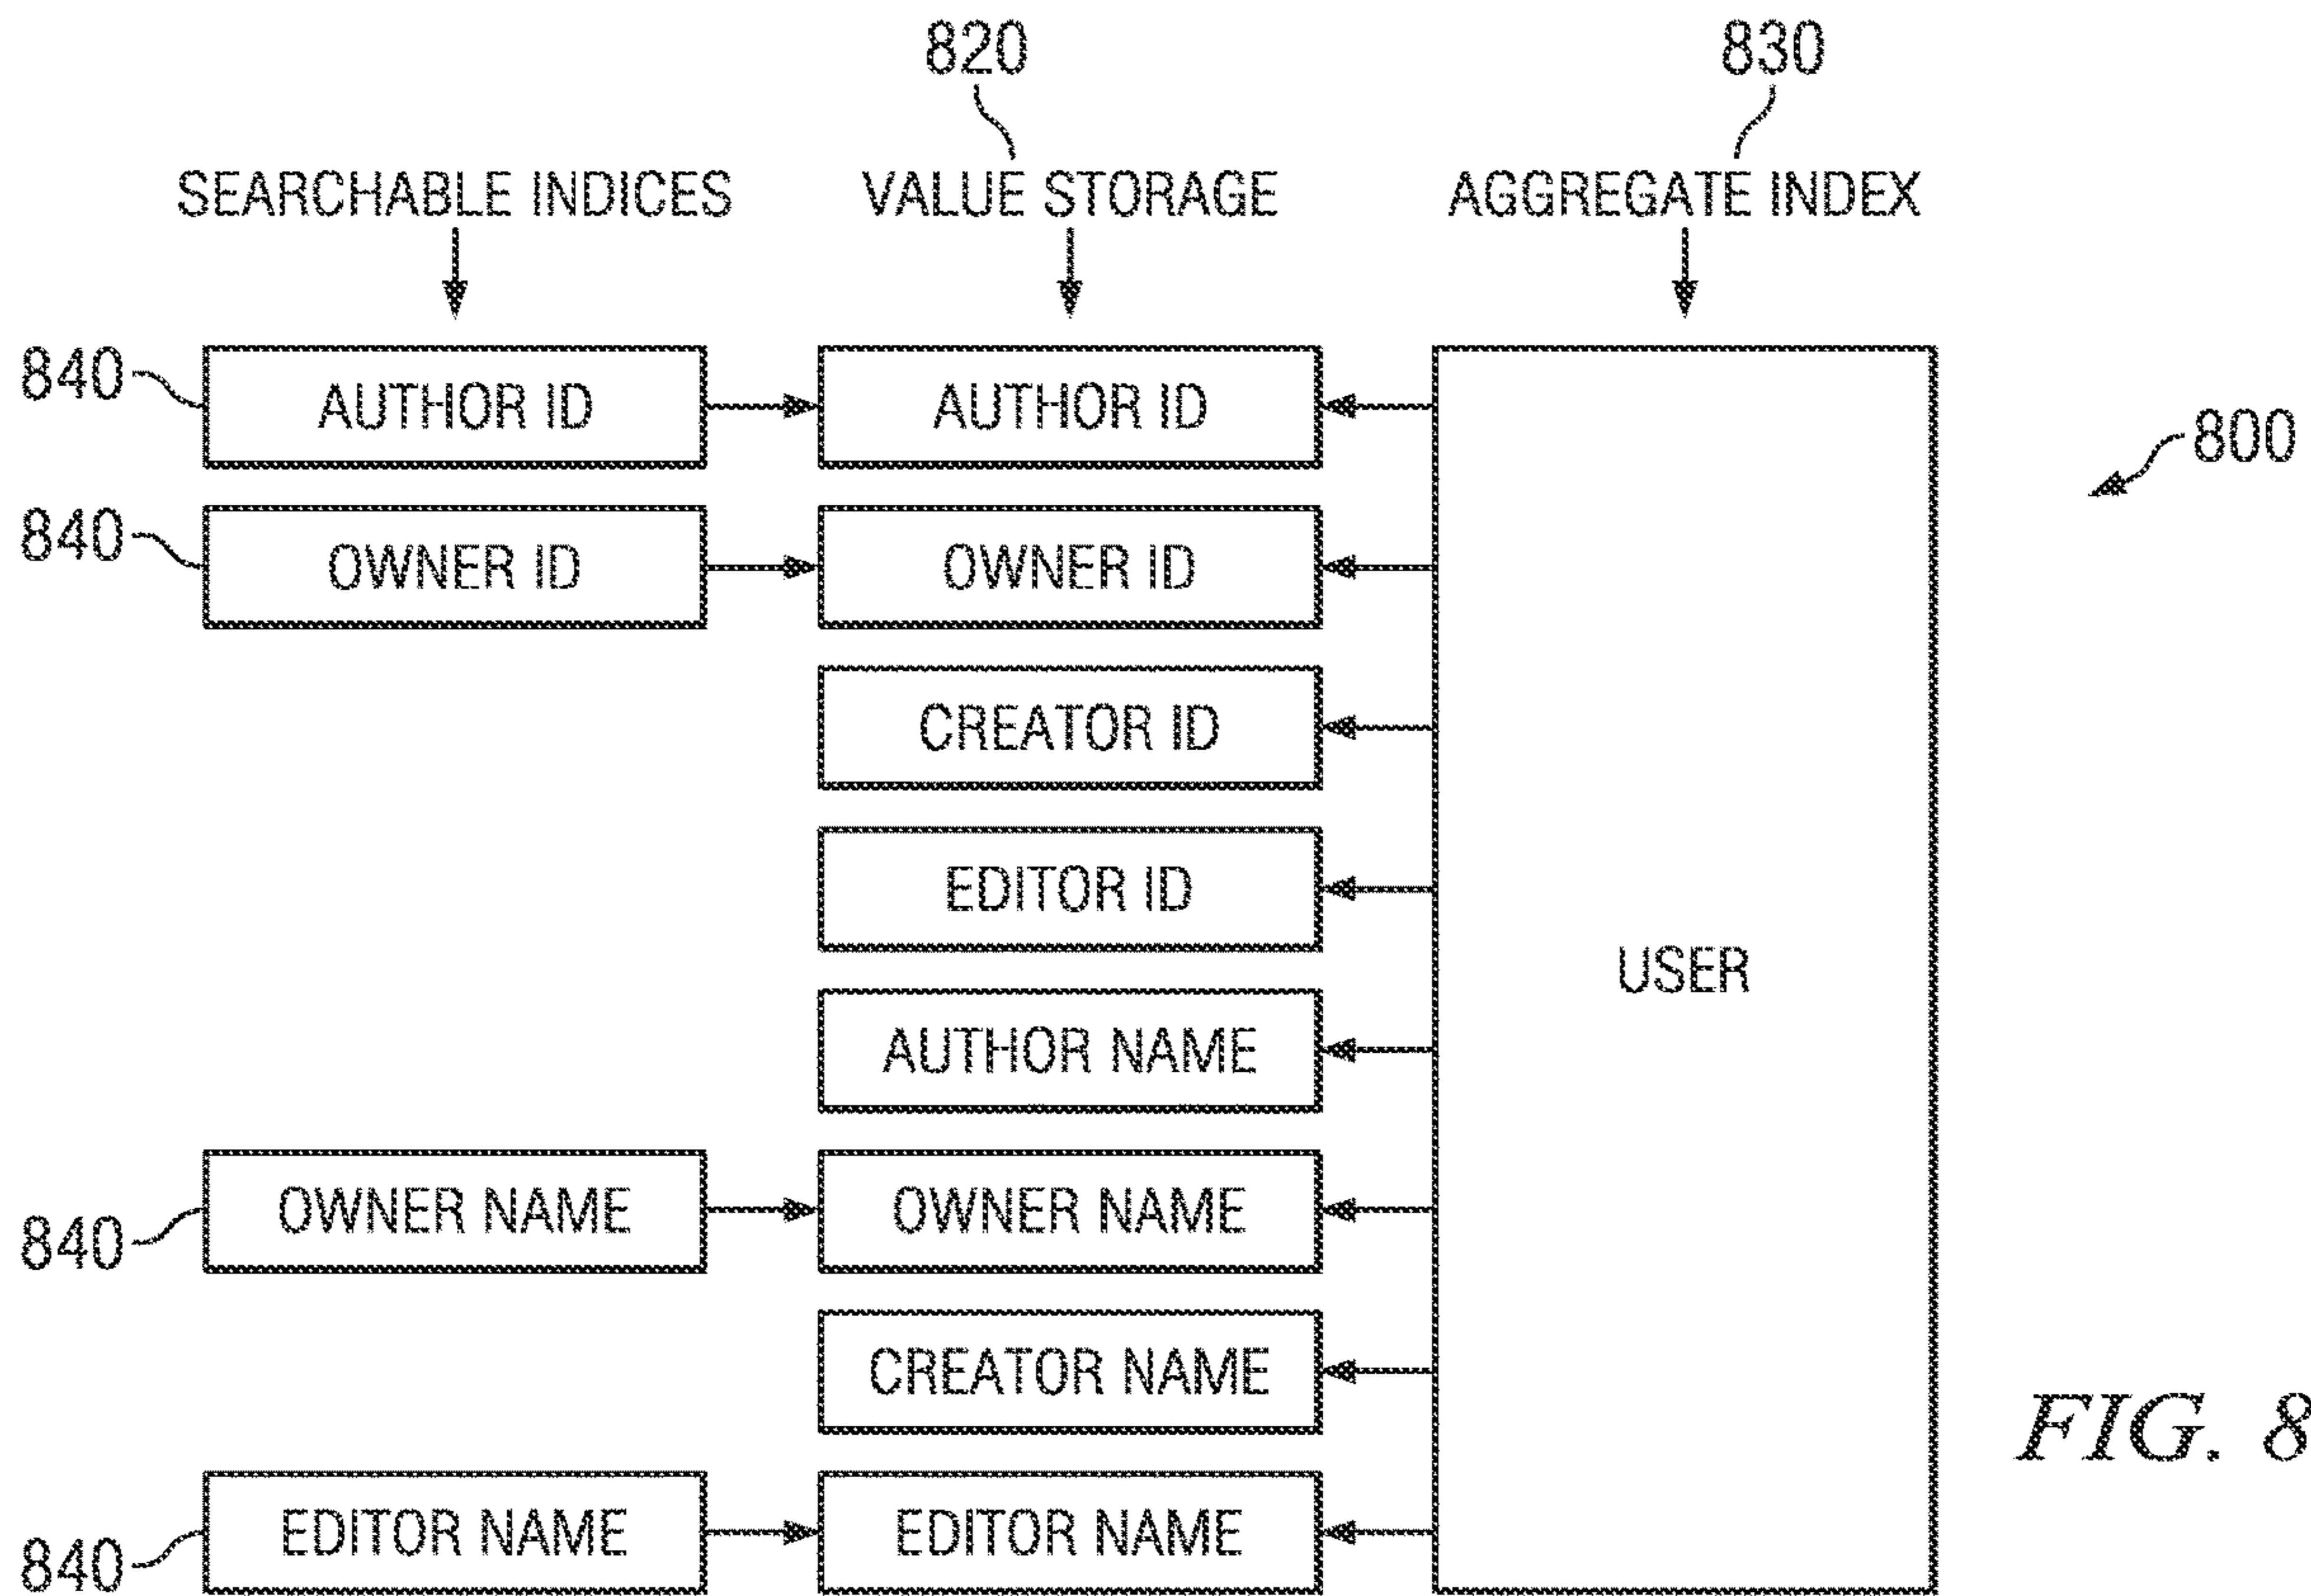 820 830
SEARCHABLE INDICES VALUE STORAGE AGGREGATE INDEX
840 AUTHOR ID AUTHOR ID
800
840 OWNER ID OWNER ID
CREATOR ID
EDITOR ID
USER
AUTHOR NAME
840 OWNER NAME OWNER NAME
CREATOR NAME
FIG. 8
840 EDITOR NAME EDITOR NAME